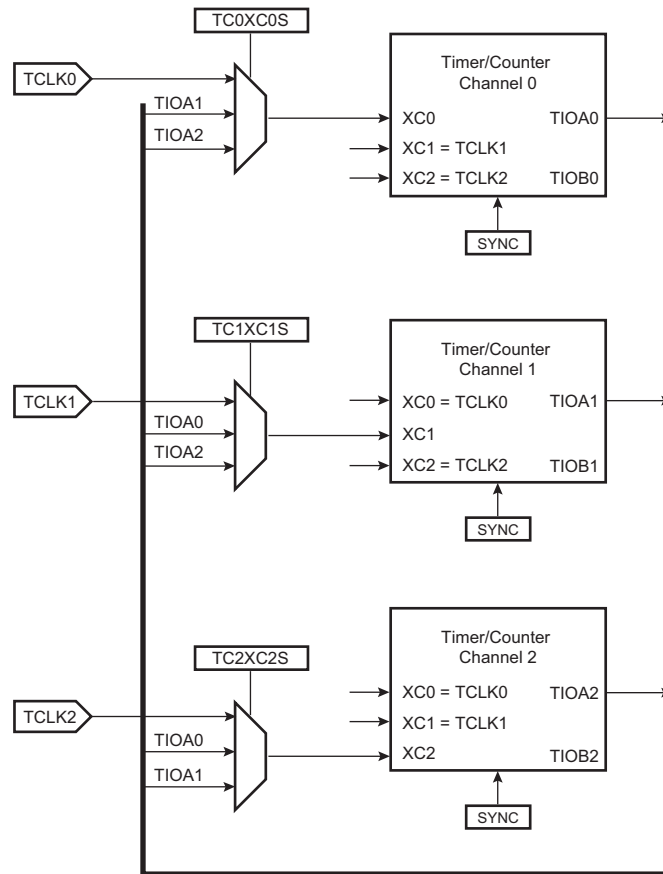 TC0XC0S
TCLK0
TIOA1
TIOA2
Timer/Counter
Channel 0
XC0
TIOA0
XC1 = TCLK1
XC2 = TCLK2
TIOB0
SYNC
TC1XC1S
TCLK1
TIOA0
TIOA2
Timer/Counter
Channel 1
XC0 = TCLK0
TIOA1
XC1
XC2 = TCLK2
TIOB1
SYNC
TC2XC2S
TCLK2
TIOA0
TIOA1
Timer/Counter
Channel 2
XC0 = TCLK0
TIOA2
XC1 = TCLK1
XC2
TIOB2
SYNC